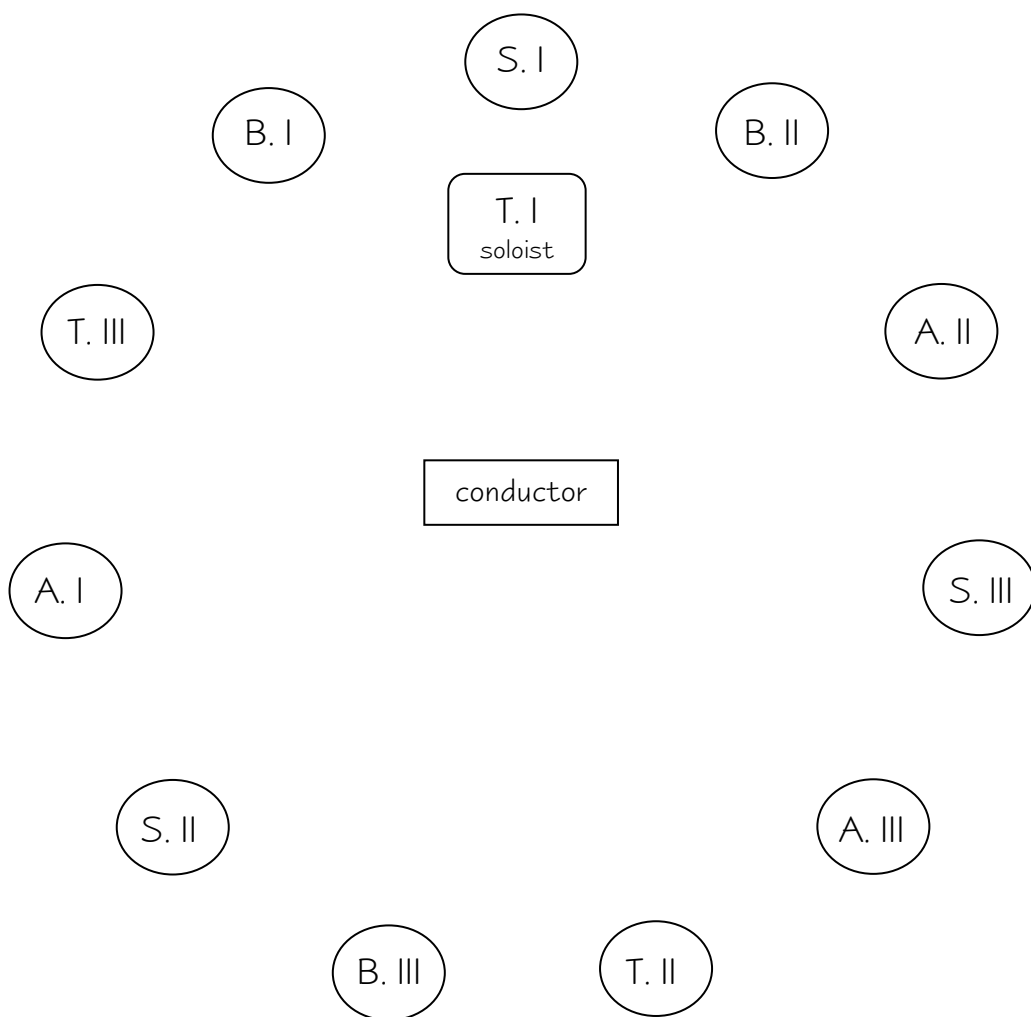 S. I
B. I
B. II
T. I
soloist
T. III
A. II
conductor
A. I
S. III
S. II
A. III
B. III
T. II